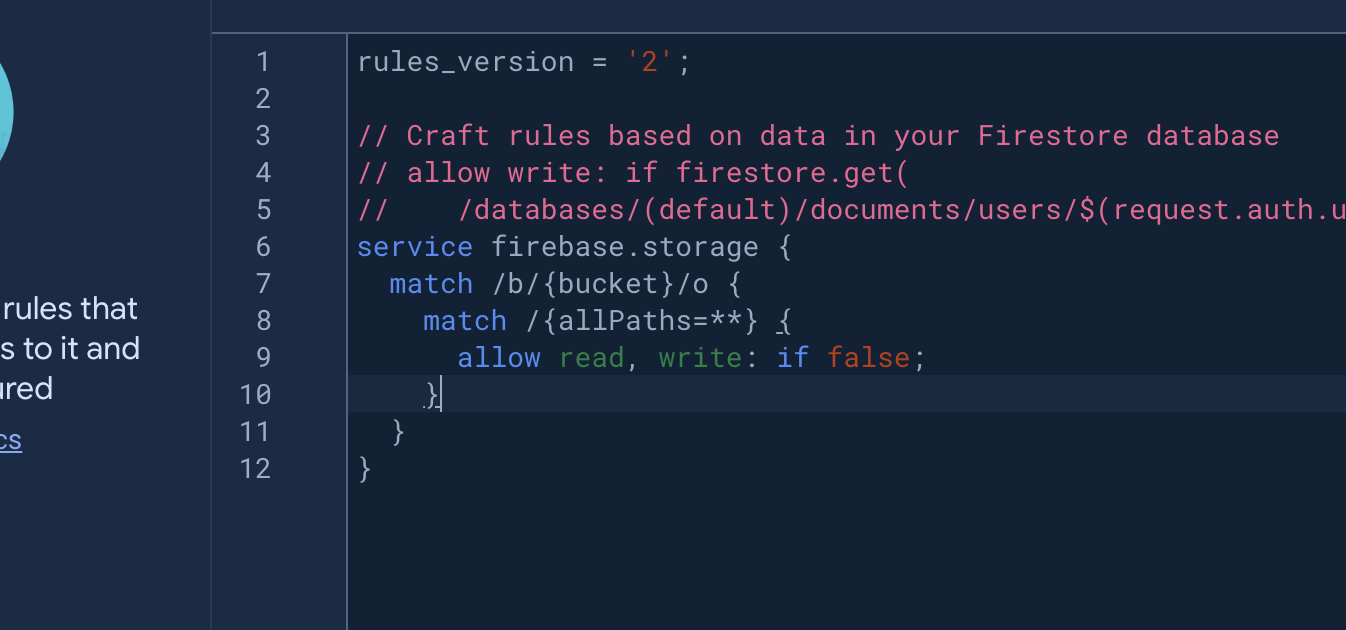 rules that
s to it and
ured
cs
1 rules_version = '2';
2
3 // Craft rules based on data in your Firestore database
4 // allow write: if firestore.get(
5 //    /databases/(default)/documents/users/$(request.auth.u
6 service firebase.storage {
7   match /b/{bucket}/o {
8     match /{allPaths=**} {
9       allow read, write: if false;
10     }
11   }
12 }